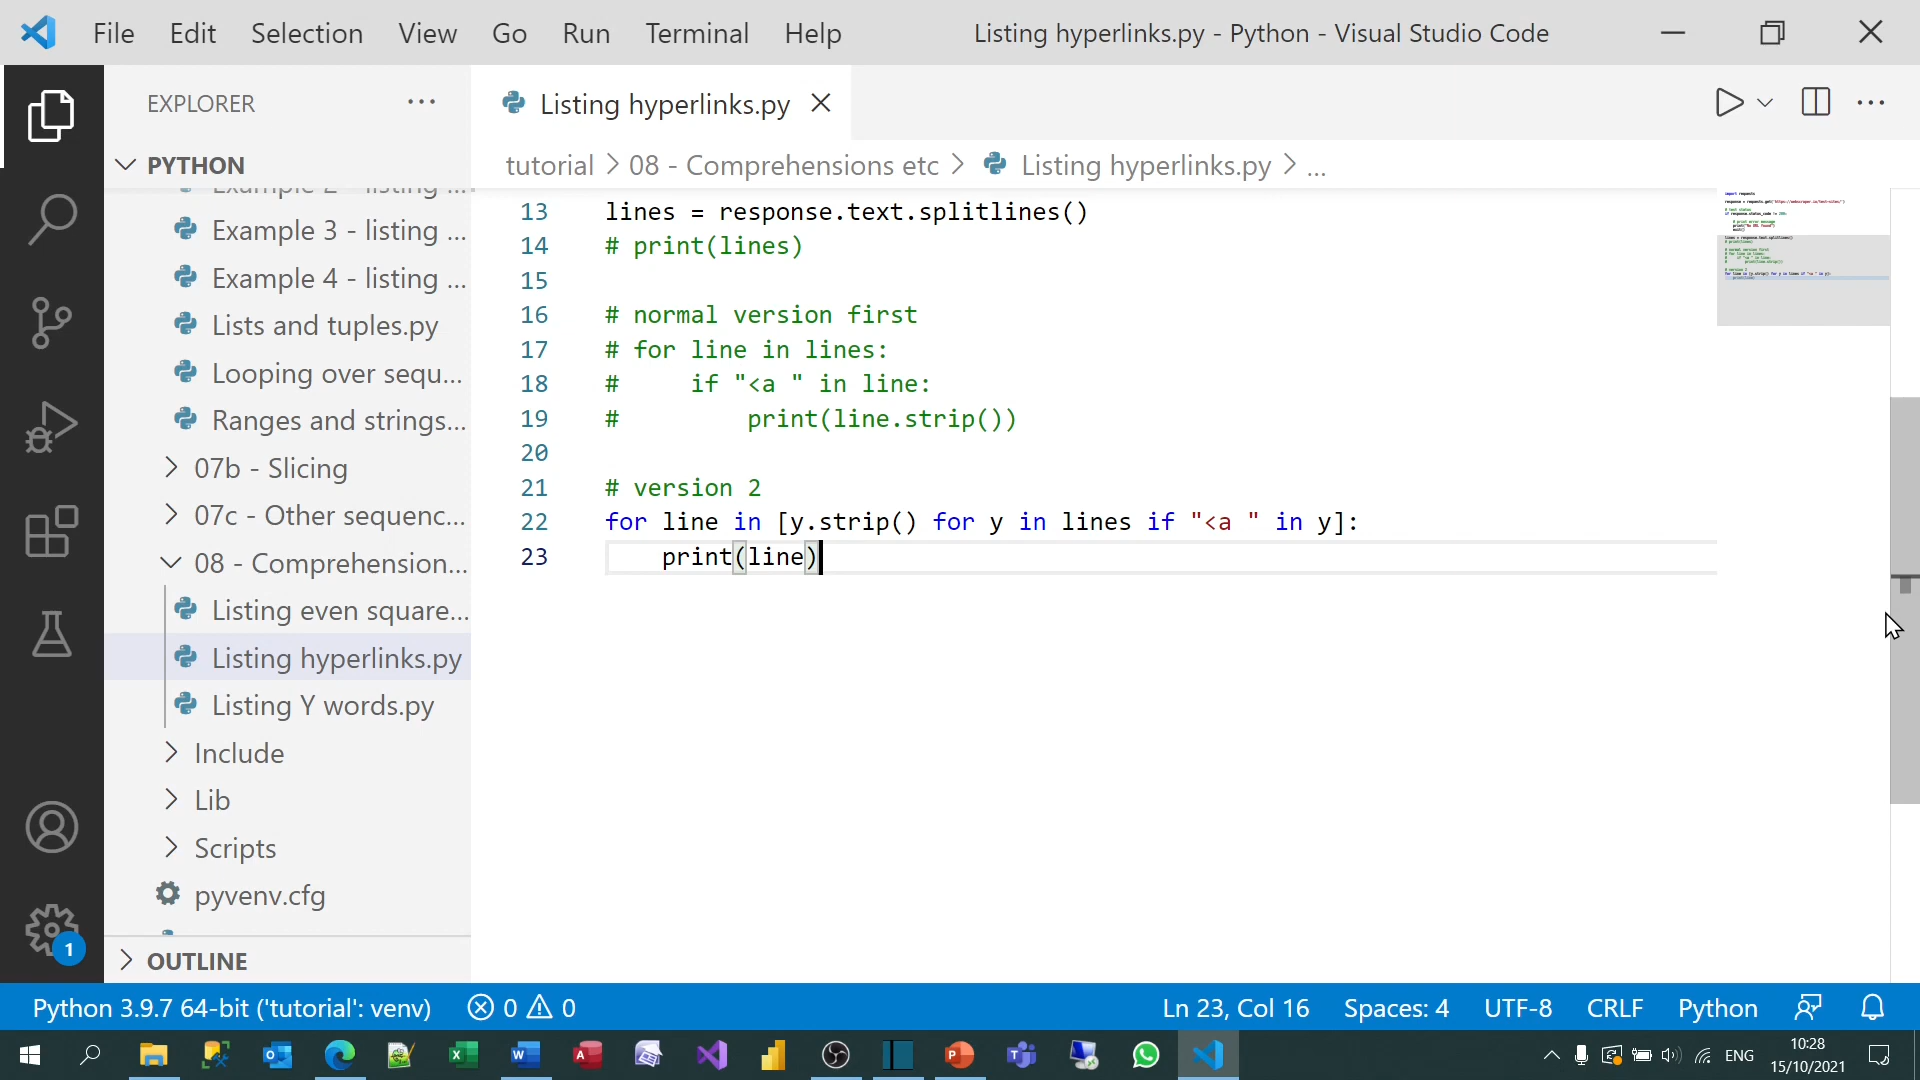 File Edit Selection View Go Run Terminal Help
Listing hyperlinks.py - Python - Visual Studio Code
EXPLORER
PYTHON
Example 2 - listing ...
Example 3 - listing ...
Example 4 - listing ...
Lists and tuples.py
Looping over sequ...
Ranges and strings...
07b - Slicing
07c - Other sequenc...
08 - Comprehension...
Listing even square...
Listing hyperlinks.py
Listing Y words.py
Include
Lib
Scripts
pyvenv.cfg
OUTLINE
Listing hyperlinks.py
tutorial > 08 - Comprehensions etc > Listing hyperlinks.py > ...
13 lines = response.text.splitlines()
14 # print(lines)
15
16 # normal version first
17 # for line in lines:
18 #     if "<a " in line:
19 #         print(line.strip())
20
21 # version 2
22 for line in [y.strip() for y in lines if "<a " in y]:
23     print(line)
1
Python 3.9.7 64-bit ('tutorial': venv) 0 0
Ln 23, Col 16 Spaces: 4 UTF-8 CRLF Python
ENG
10:28
15/10/2021